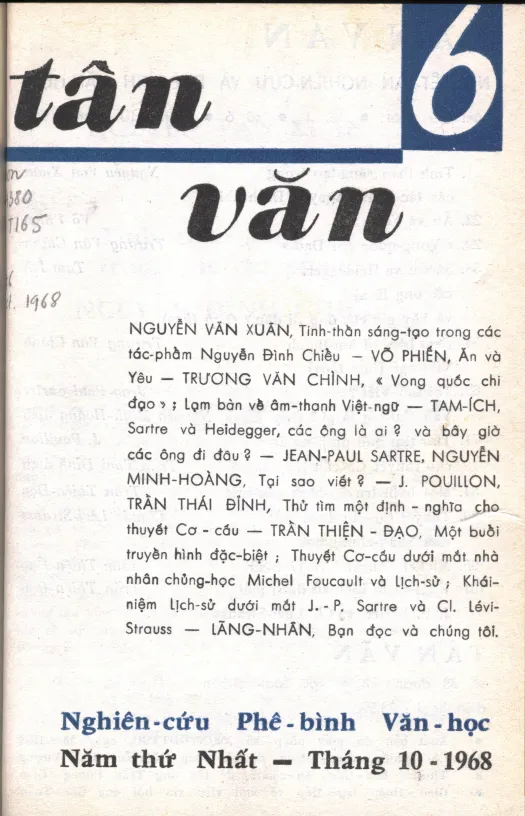 tân
6
văn
380
T165
1968
NGUYỄN VĂN XUÂN, Tinh-thần sáng-tạo trong các
tác-phẩm Nguyễn Đình Chiểu — VÕ PHIẾN, Ăn và
Yêu — TRƯƠNG VĂN CHÌNH, « Vong quốc chi
đạo » ; Lạm bàn về âm-thanh Việt-ngữ — TAM-ÍCH,
Sartre và Heidegger, các ông là ai ? và bây giờ
các ông đi đâu ? — JEAN-PAUL SARTRE, NGUYỄN
MINH-HOÀNG, Tại sao viết ? — J. POUILLON,
TRẦN THÁI ĐỈNH, Thử tìm một định - nghĩa cho
thuyết Cơ - cấu — TRẦN THIỆN - ĐẠO, Một buổi
truyền hình đặc-biệt ; Thuyết Cơ-cấu dưới mắt nhà
nhân chủng-học Michel Foucault và Lịch-sử ; Khái-
niệm Lịch-sử dưới mắt J. - P. Sartre và Cl. Lévi-
Strauss — LÃNG-NHÂN, Bạn đọc và chúng tôi.
Nghiên-cứu Phê-bình Văn-học
Năm thứ Nhất — Tháng 10-1968